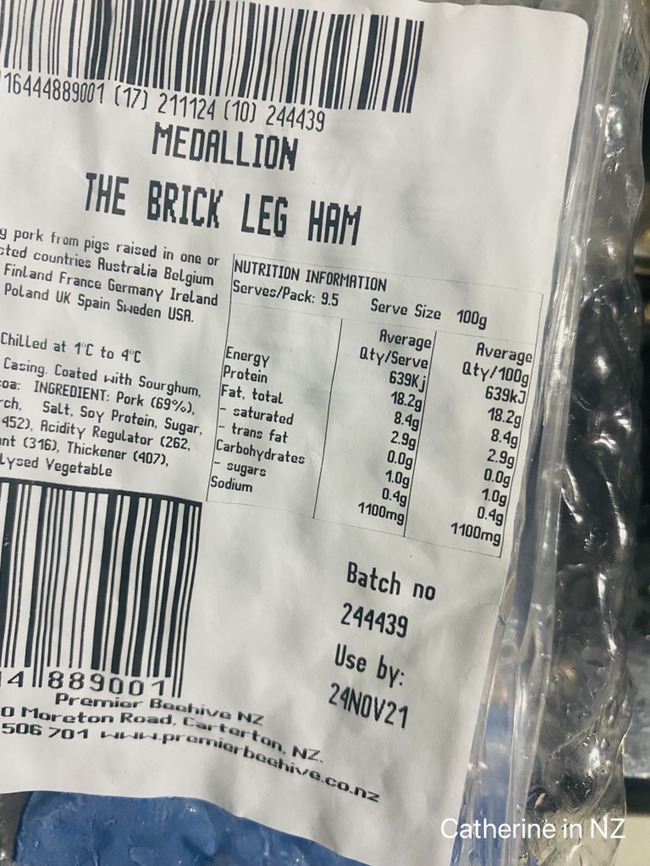 16444889001 (17) 211124 (10) 244439
MEDALLION
THE BRICK LEG HAM
pork from pigs raised in one or
countries Australia Belgium
Finland France Germany Ireland
Poland UK Spain Sweden USA.
Chilled at 1°C to 4°C
Casing. Coated with Sourghum,
INGREDIENT: Pork (69%),
Salt, Soy Protein, Sugar,
452), Acidity Regulator (262,
(316), Thickener (407),
Vegetable
NUTRITION INFORMATION
Serves/Pack: 9.5 Serve Size 100g
Average Average
Qty/Serve Qty/100g
Energy 639Kj 639kJ
Protein 18.2g 18.2g
Fat, total 8.4g 8.4g
- saturated 2.9g 2.9g
- trans fat 0.0g 0.0g
Carbohydrates 1.0g 1.0g
- sugars 0.4g 0.4g
Sodium 1100mg 1100mg
Batch no
244439
Use by:
24NOV21
4 889001
Premier Beehive NZ
0 Moreton Road, Carterton, NZ.
506 701 www.premierbeehive.co.nz
Catherine in NZ